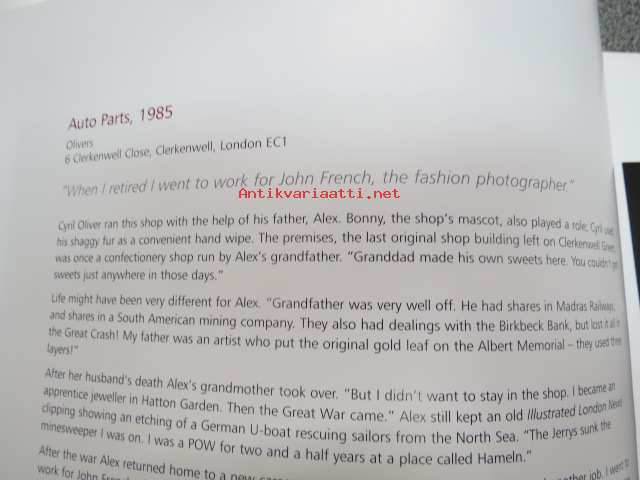 Auto Parts, 1985
Olivers
6 Clerkenwell Close, Clerkenwell, London EC1
"When I retired I went to work for John French, the fashion photographer."
Antikvariaatti.net
Cyril Oliver ran this shop with the help of his father, Alex. Bonny, the shop's mascot, also played a role. Cyril used
his shaggy fur as a convenient hand wipe. The premises, the last original shop building left on Clerkenwell Green,
was once a confectionery shop run by Alex's grandfather. "Granddad made his own sweets here. You couldn't get
sweets just anywhere in those days."
Life might have been very different for Alex. "Grandfather was very well off. He had shares in Madras Railways,
and shares in a South American mining company. They also had dealings with the Birkbeck Bank, but lost it all in
the Great Crash! My father was an artist who put the original gold leaf on the Albert Memorial – they used three
layers!"
After her husband's death Alex's grandmother took over. "But I didn't want to stay in the shop. I became an
apprentice jeweller in Hatton Garden. Then the Great War came." Alex still kept an old Illustrated London News
clipping showing an etching of a German U-boat rescuing sailors from the North Sea. "The Jerrys sunk the
minesweeper I was on. I was a POW for two and a half years at a place called Hameln."
After the war Alex returned home to a new another job. I went to
work for John French